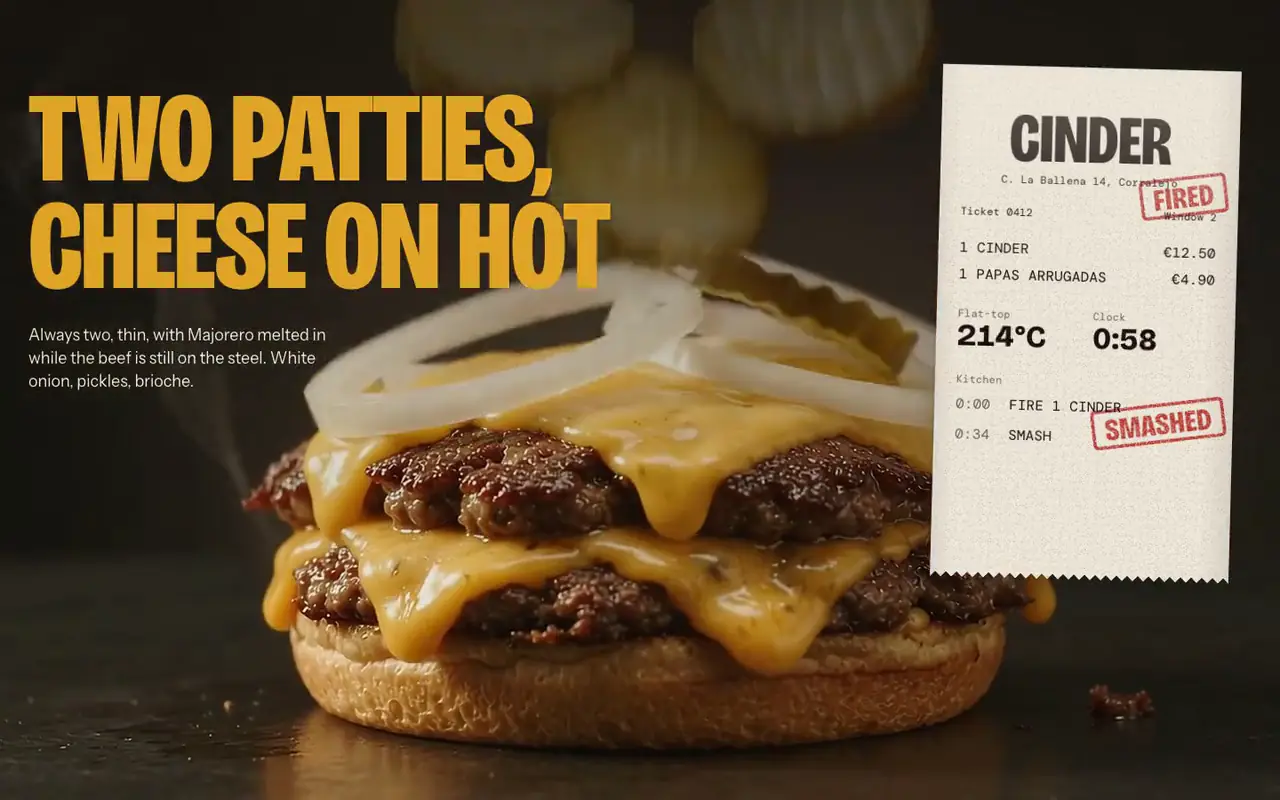 TWO PATTIES,
CHEESE ON HOT
Always two, thin, with Majorero melted in
while the beef is still on the steel. White
onion, pickles, brioche.
CINDER
C. La Ballena 14, Corralejo
FIRED
Ticket 0412
Window 2
1 CINDER €12.50
1 PAPAS ARRUGADAS €4.90
Flat-top Clock
214°C 0:58
Kitchen
0:00 FIRE 1 CINDER
SMASHED
0:34 SMASH